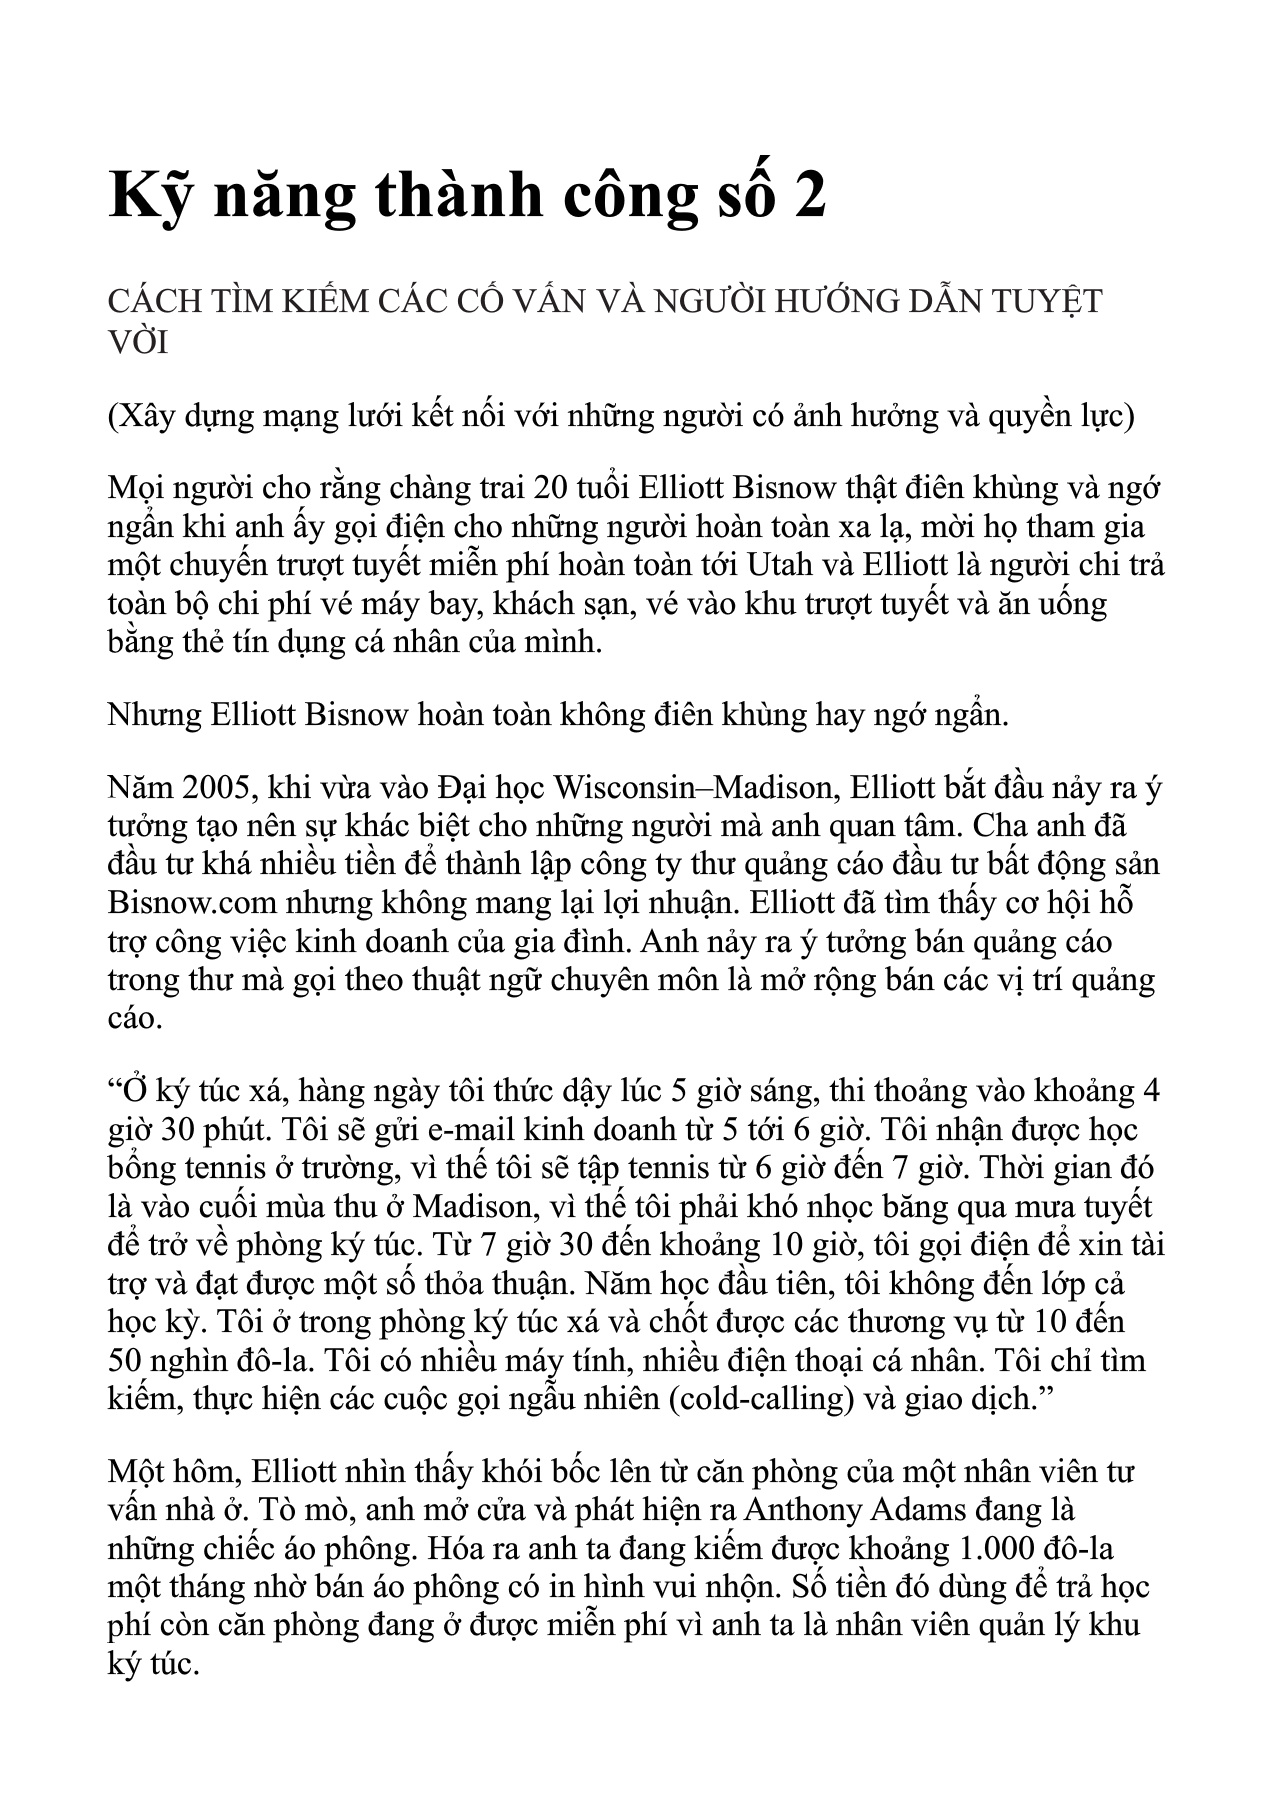 Kỹ năng thành công số 2
CÁCH TÌM KIẾM CÁC CỐ VẤN VÀ NGƯỜI HƯỚNG DẪN TUYỆT
VỜI
(Xây dựng mạng lưới kết nối với những người có ảnh hưởng và quyền lực)
Mọi người cho rằng chàng trai 20 tuổi Elliott Bisnow thật điên khùng và ngớ
ngẩn khi anh ấy gọi điện cho những người hoàn toàn xa lạ, mời họ tham gia
một chuyến trượt tuyết miễn phí hoàn toàn tới Utah và Elliott là người chi trả
toàn bộ chi phí vé máy bay, khách sạn, vé vào khu trượt tuyết và ăn uống
bằng thẻ tín dụng cá nhân của mình.
Nhưng Elliott Bisnow hoàn toàn không điên khùng hay ngớ ngẩn.
Năm 2005, khi vừa vào Đại học Wisconsin–Madison, Elliott bắt đầu nảy ra ý
tưởng tạo nên sự khác biệt cho những người mà anh quan tâm. Cha anh đã
đầu tư khá nhiều tiền để thành lập công ty thư quảng cáo đầu tư bất động sản
Bisnow.com nhưng không mang lại lợi nhuận. Elliott đã tìm thấy cơ hội hỗ
trợ công việc kinh doanh của gia đình. Anh nảy ra ý tưởng bán quảng cáo
trong thư mà gọi theo thuật ngữ chuyên môn là mở rộng bán các vị trí quảng
cáo.
“Ở ký túc xá, hàng ngày tôi thức dậy lúc 5 giờ sáng, thi thoảng vào khoảng 4
giờ 30 phút. Tôi sẽ gửi e-mail kinh doanh từ 5 tới 6 giờ. Tôi nhận được học
bổng tennis ở trường, vì thế tôi sẽ tập tennis từ 6 giờ đến 7 giờ. Thời gian đó
là vào cuối mùa thu ở Madison, vì thế tôi phải khó nhọc băng qua mưa tuyết
để trở về phòng ký túc. Từ 7 giờ 30 đến khoảng 10 giờ, tôi gọi điện để xin tài
trợ và đạt được một số thỏa thuận. Năm học đầu tiên, tôi không đến lớp cả
học kỳ. Tôi ở trong phòng ký túc xá và chốt được các thương vụ từ 10 đến
50 nghìn đô-la. Tôi có nhiều máy tính, nhiều điện thoại cá nhân. Tôi chỉ tìm
kiếm, thực hiện các cuộc gọi ngẫu nhiên (cold-calling) và giao dịch.”
Một hôm, Elliott nhìn thấy khói bốc lên từ căn phòng của một nhân viên tư
vấn nhà ở. Tò mò, anh mở cửa và phát hiện ra Anthony Adams đang là
những chiếc áo phông. Hóa ra anh ta đang kiếm được khoảng 1.000 đô-la
một tháng nhờ bán áo phông có in hình vui nhộn. Số tiền đó dùng để trả học
phí còn căn phòng đang ở được miễn phí vì anh ta là nhân viên quản lý khu
ký túc.